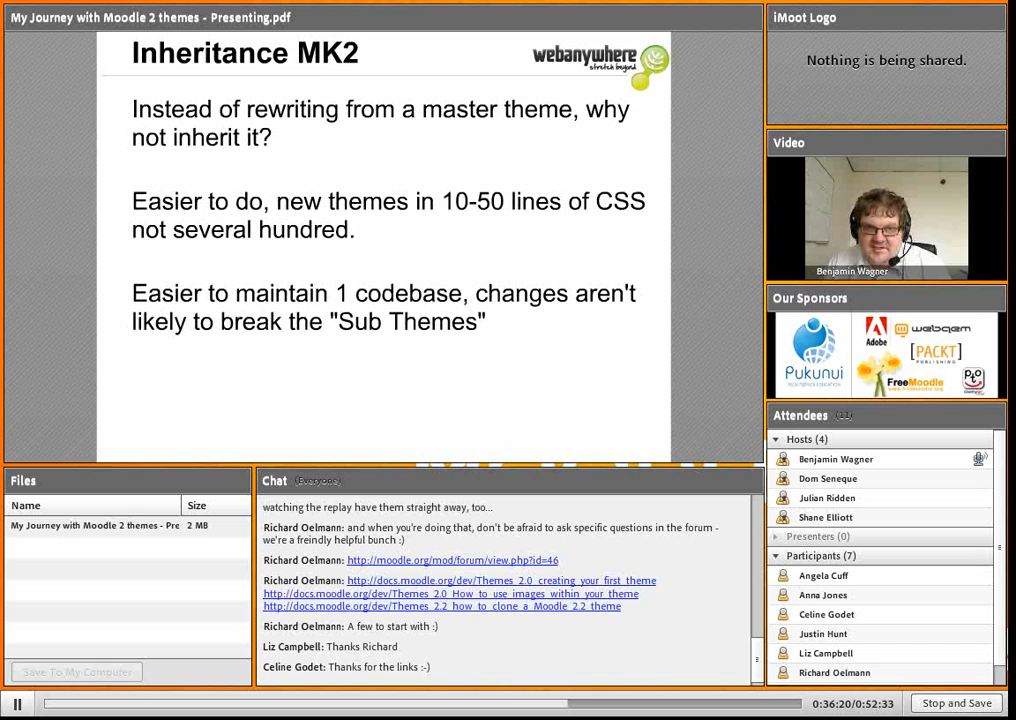 My Journey with Moodle 2 themes - Presenting.pdf
Inheritance MK2
webanywhere
stretch beyond
Instead of rewriting from a master theme, why
not inherit it?
Easier to do, new themes in 10-50 lines of CSS
not several hundred.
Easier to maintain 1 codebase, changes aren't
likely to break the "Sub Themes"
iMoot Logo
Nothing is being shared.
Video
Benjamin Wagner
Our Sponsors
Pukunui
Adobe
webqem
[PACKT]
PUBLISHING
FreeMoodle
Attendees (11)
Hosts (4)
Benjamin Wagner
Dom Seneque
Julian Ridden
Shane Elliott
Presenters (0)
Participants (7)
Angela Cuff
Anna Jones
Celine Godet
Justin Hunt
Liz Campbell
Richard Oelmann
Files
Name Size
My Journey with Moodle 2 themes - Pre 2 MB
Save To My Computer
Chat (Everyone)
watching the replay have them straight away, too...
Richard Oelmann: and when you're doing that, don't be afraid to ask specific questions in the forum -
we're a freindly helpful bunch :)
Richard Oelmann: http://moodle.org/mod/forum/view.php?id=46
Richard Oelmann: http://docs.moodle.org/dev/Themes_2.0_creating_your_first_theme
http://docs.moodle.org/dev/Themes_2.0_How_to_use_images_within_your_theme
http://docs.moodle.org/dev/Themes_2.2_how_to_clone_a_Moodle_2.2_theme
Richard Oelmann: A few to start with :)
Liz Campbell: Thanks Richard
Celine Godet: Thanks for the links :-)
0:36:20/0:52:33
Stop and Save